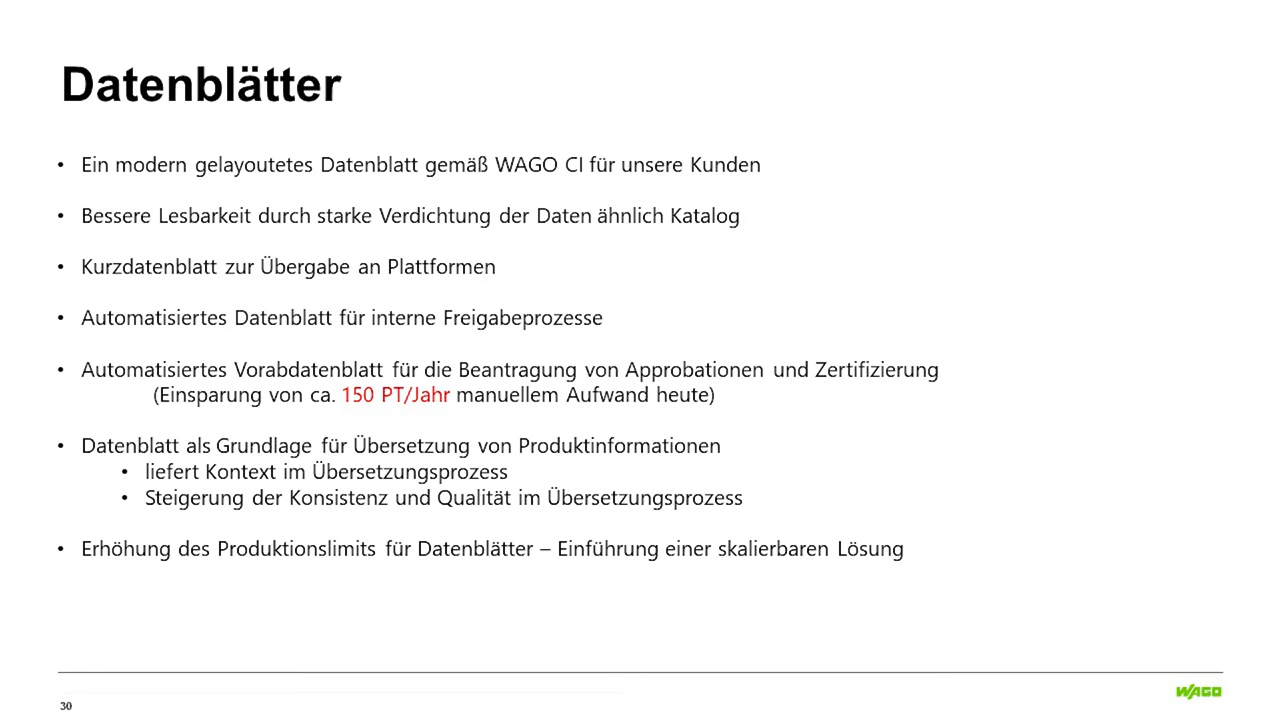 Datenblätter
• Ein modern gelayoutetes Datenblatt gemäß WAGO CI für unsere Kunden
• Bessere Lesbarkeit durch starke Verdichtung der Daten ähnlich Katalog
• Kurzdatenblatt zur Übergabe an Plattformen
• Automatisiertes Datenblatt für interne Freigabeprozesse
• Automatisiertes Vorabdatenblatt für die Beantragung von Approbationen und Zertifizierung
(Einsparung von ca. 150 PT/Jahr manuellem Aufwand heute)
• Datenblatt als Grundlage für Übersetzung von Produktinformationen
• liefert Kontext im Übersetzungsprozess
• Steigerung der Konsistenz und Qualität im Übersetzungsprozess
• Erhöhung des Produktionslimits für Datenblätter – Einführung einer skalierbaren Lösung
WAGO
30